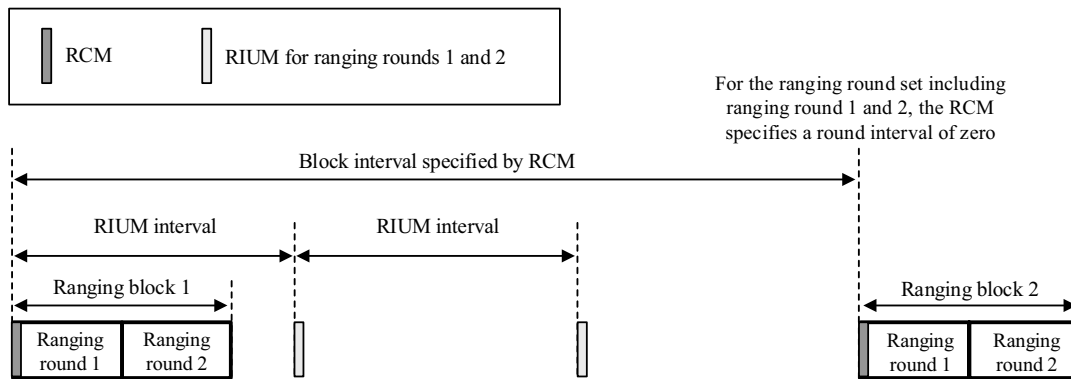 RCM
RIUM for ranging rounds 1 and 2
For the ranging round set including
ranging round 1 and 2, the RCM
specifies a round interval of zero
Block interval specified by RCM
RIUM interval
RIUM interval
Ranging block 1
Ranging block 2
Ranging
round 1
Ranging
round 2
Ranging
round 1
Ranging
round 2